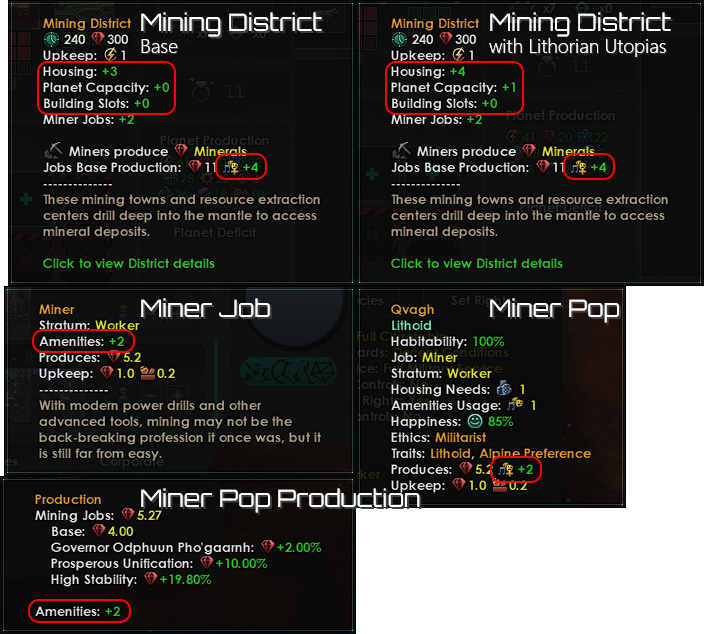 Mining District
Mining District
Base
240 300
Upkeep: 1
Housing: +3
Planet Capacity: +0
Building Slots: +0
Miner Jobs: +2
Miners produce Minerals
Jobs Base Production: 11 +4
--------------
These mining towns and resource extraction
centers drill deep into the mantle to access
mineral deposits.
Click to view District details
Mining District
Mining District
with Lithorian Utopias
240 300
Upkeep: 1
Housing: +4
Planet Capacity: +1
Building Slots: +0
Miner Jobs: +2
Miners produce Minerals
Jobs Base Production: 11 +4
--------------
These mining towns and resource extraction
centers drill deep into the mantle to access
mineral deposits.
Click to view District details
Miner
Miner Job
Stratum: Worker
Amenities: +2
Produces: 5.2
Upkeep: 1.0 0.2
--------------
With modern power drills and other
advanced tools, mining may not be the
back-breaking profession it once was, but it
is still far from easy.
Qvagh
Miner Pop
Lithoid
Habitability: 100%
Job: Miner
Stratum: Worker
Housing Needs: 1
Amenities Usage: 1
Happiness: 85%
Ethics: Militarist
Traits: Lithoid, Alpine Preference
Produces: 5.2 +2
Upkeep: 1.0 0.2
Production
Miner Pop Production
Mining Jobs: 5.27
Base: 4.00
Governor Odphuun Pho'gaarnh: +2.00%
Prosperous Unification: +10.00%
High Stability: +19.80%
Amenities: +2